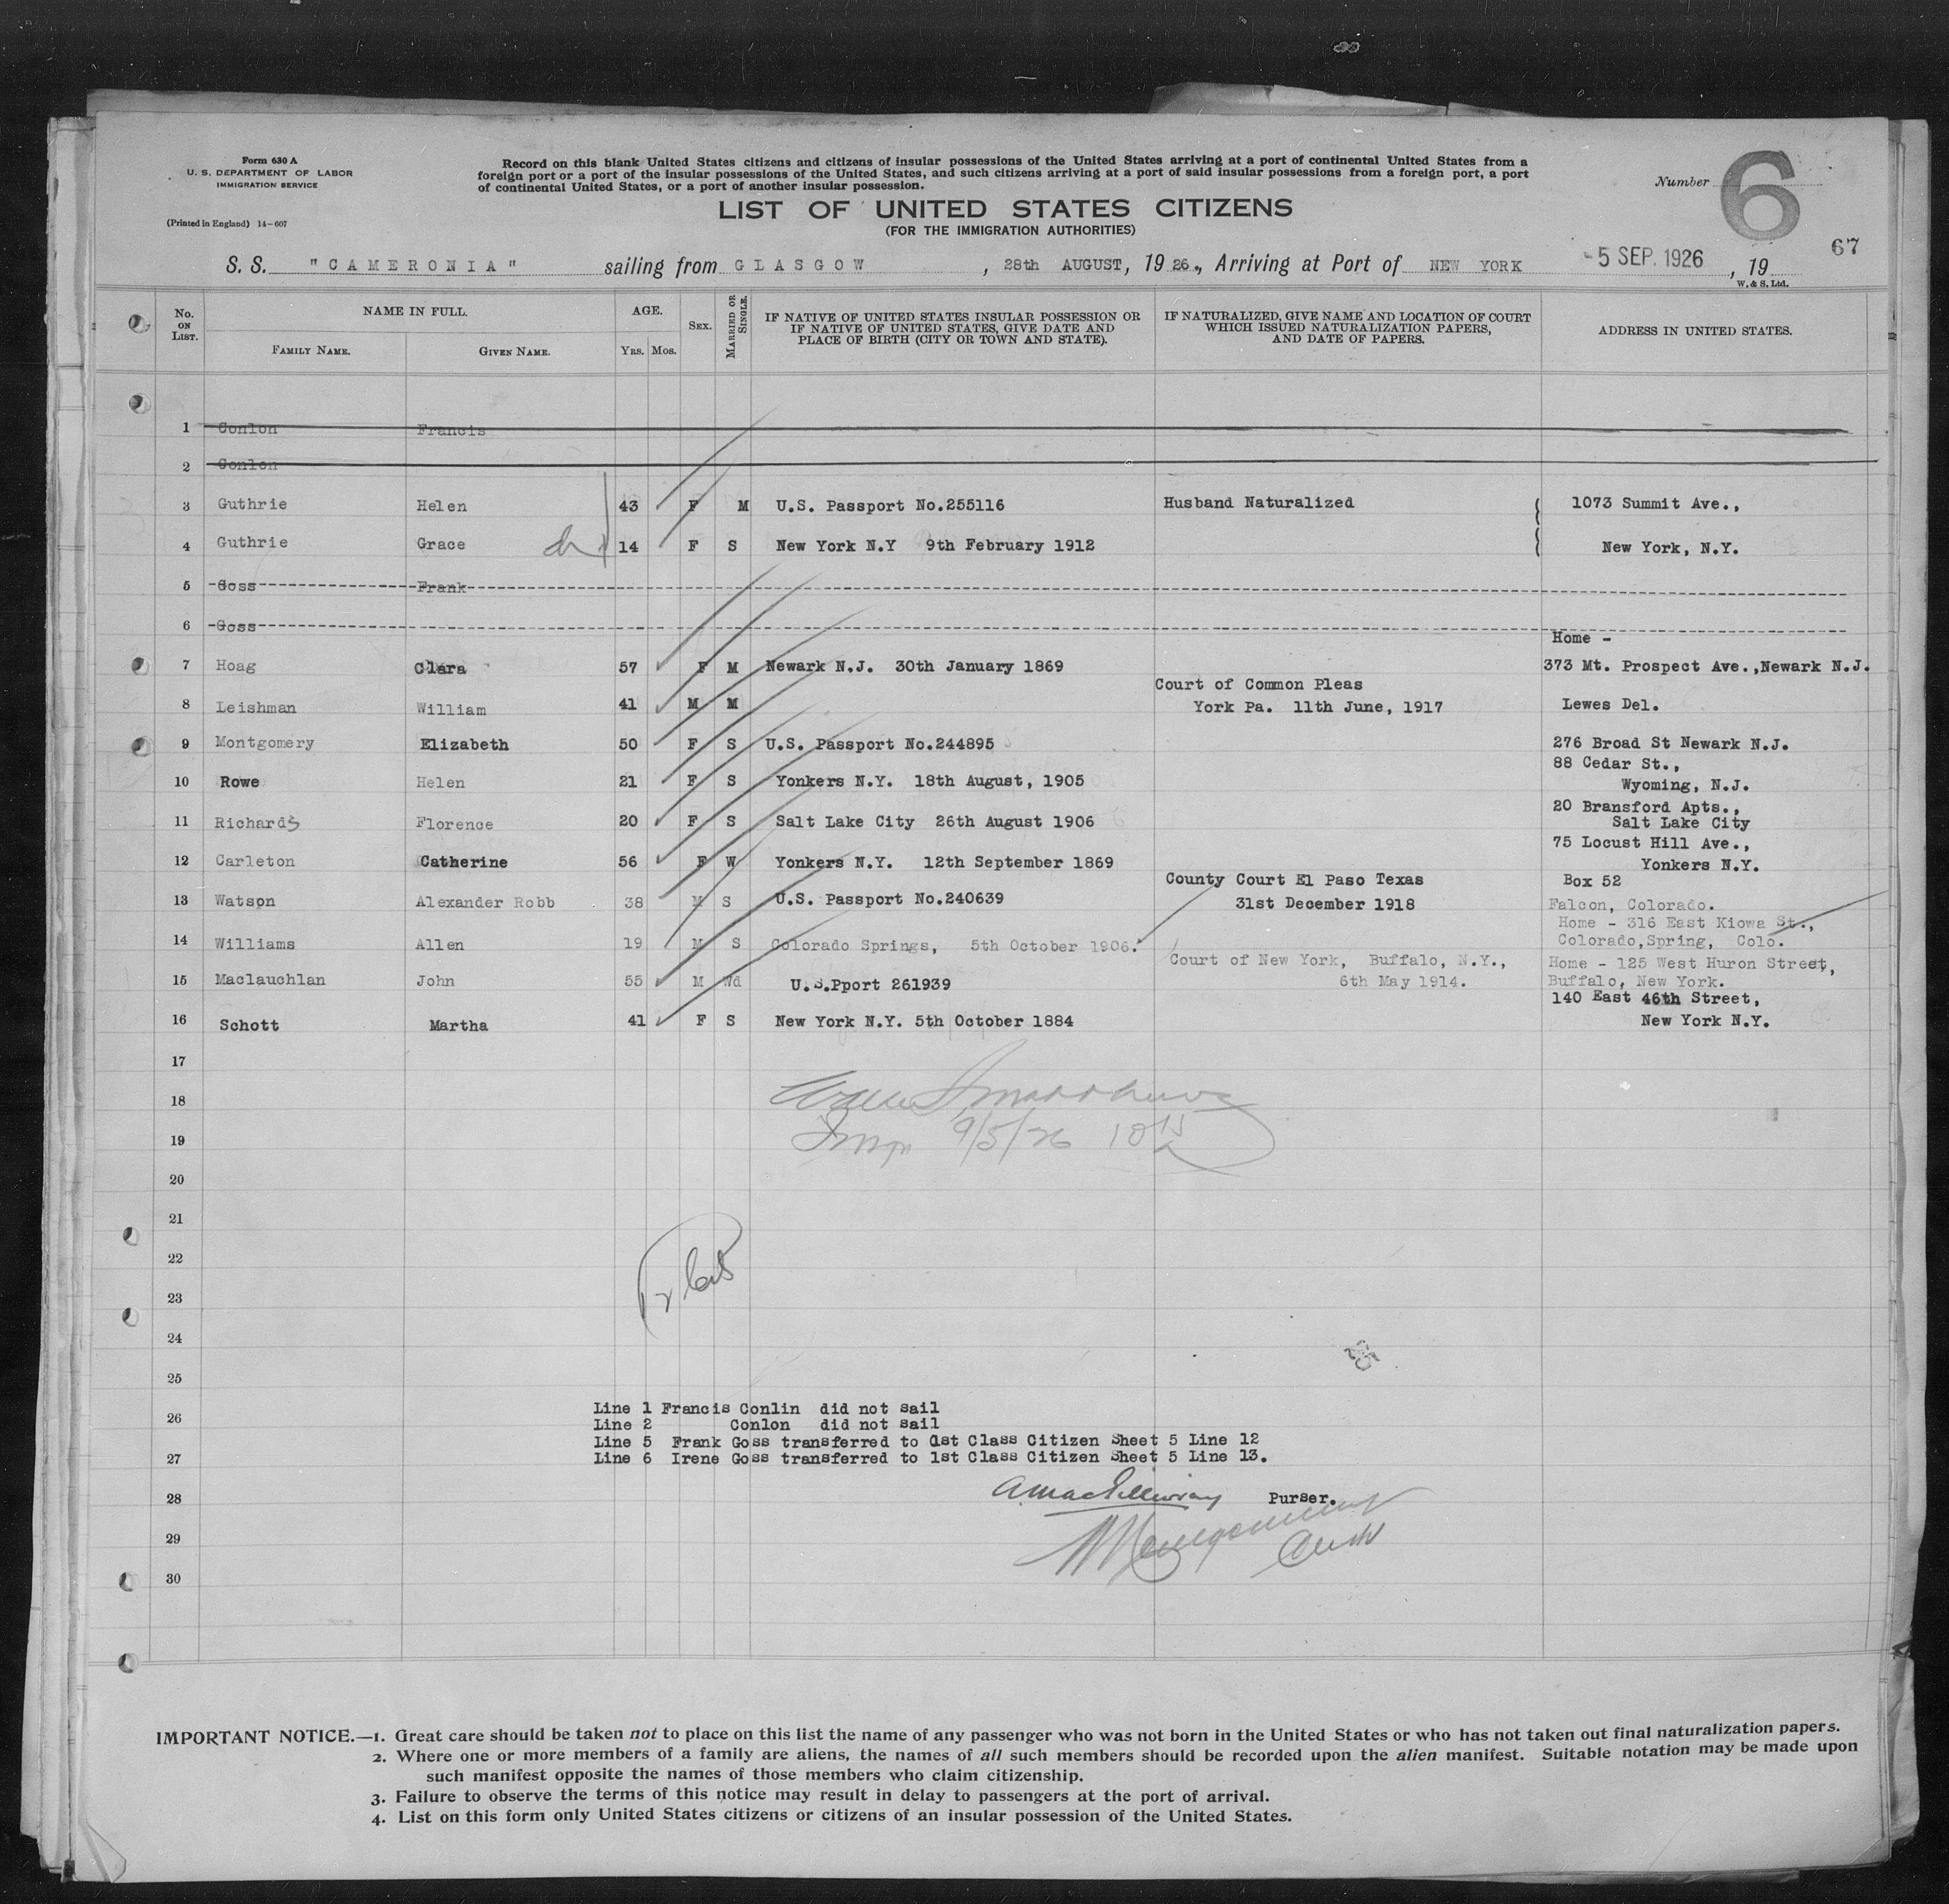 Form 630 A
U. S. DEPARTMENT OF LABOR
IMMIGRATION SERVICE
(Printed in England) 14-607
Record on this blank United States citizens and citizens of insular possessions of the United States arriving at a port of continental United States from a
foreign port or a port of the insular possessions of the United States, and such citizens arriving at a port of said insular possessions from a foreign port, a port
of continental United States, or a port of another insular possession.
Number 6
67
LIST OF UNITED STATES CITIZENS
(FOR THE IMMIGRATION AUTHORITIES)
S. S. "CAMERONIA" sailing from GLASGOW, 28th AUGUST, 1926., Arriving at Port of NEW YORK -5 SEP. 1926, 19
W. & S. Ltd.
No. ON LIST. NAME IN FULL. FAMILY NAME. GIVEN NAME. AGE. YRS. MOS. SEX. MARRIED OR SINGLE. IF NATIVE OF UNITED STATES INSULAR POSSESSION OR IF NATIVE OF UNITED STATES, GIVE DATE AND PLACE OF BIRTH (CITY OR TOWN AND STATE). IF NATURALIZED, GIVE NAME AND LOCATION OF COURT WHICH ISSUED NATURALIZATION PAPERS, AND DATE OF PAPERS. ADDRESS IN UNITED STATES.
1 Conlon Francis
2 Conlon
3 Guthrie Helen 43 F M U.S. Passport No.255116 Husband Naturalized 1073 Summit Ave.,
4 Guthrie Grace 14 F S New York N.Y 9th February 1912 New York, N.Y.
5 Goss Frank
6 Goss
Home -
7 Hoag Clara 57 F M Newark N.J. 30th January 1869 373 Mt. Prospect Ave.,Newark N.J.
Court of Common Pleas
8 Leishman William 41 M M York Pa. 11th June, 1917 Lewes Del.
9 Montgomery Elizabeth 50 F S U.S. Passport No.244895 276 Broad St Newark N.J.
88 Cedar St.,
10 Rowe Helen 21 F S Yonkers N.Y. 18th August, 1905 Wyoming, N.J.
20 Bransford Apts.,
11 Richards Florence 20 F S Salt Lake City 26th August 1906 Salt Lake City
75 Locust Hill Ave.,
12 Carleton Catherine 56 F W Yonkers N.Y. 12th September 1869 Yonkers N.Y.
County Court El Paso Texas Box 52
13 Watson Alexander Robb 38 M S U.S. Passport No.240639 31st December 1918 Falcon, Colorado.
Home - 316 East Kiowa St.,
14 Williams Allen 19 M S Colorado Springs, 5th October 1906. Colorado,Spring, Colo.
Court of New York, Buffalo, N.Y., Home - 125 West Huron Street,
15 Maclauchlan John 55 M Wd U.S.Pport 261939 6th May 1914. Buffalo, New York.
140 East 46th Street,
16 Schott Martha 41 F S New York N.Y. 5th October 1884 New York N.Y.
17
18
19 9/5/26
20
21
22
23
24
25
Line 1 Francis Conlin did not sail
26
Line 2 Conlon did not sail
Line 5 Frank Goss transferred to 1st Class Citizen Sheet 5 Line 12
27 Line 6 Irene Goss transferred to 1st Class Citizen Sheet 5 Line 13.
28 Purser.
29
30
IMPORTANT NOTICE.—1. Great care should be taken not to place on this list the name of any passenger who was not born in the United States or who has not taken out final naturalization papers.
2. Where one or more members of a family are aliens, the names of all such members should be recorded upon the alien manifest. Suitable notation may be made upon
such manifest opposite the names of those members who claim citizenship.
3. Failure to observe the terms of this notice may result in delay to passengers at the port of arrival.
4. List on this form only United States citizens or citizens of an insular possession of the United States.